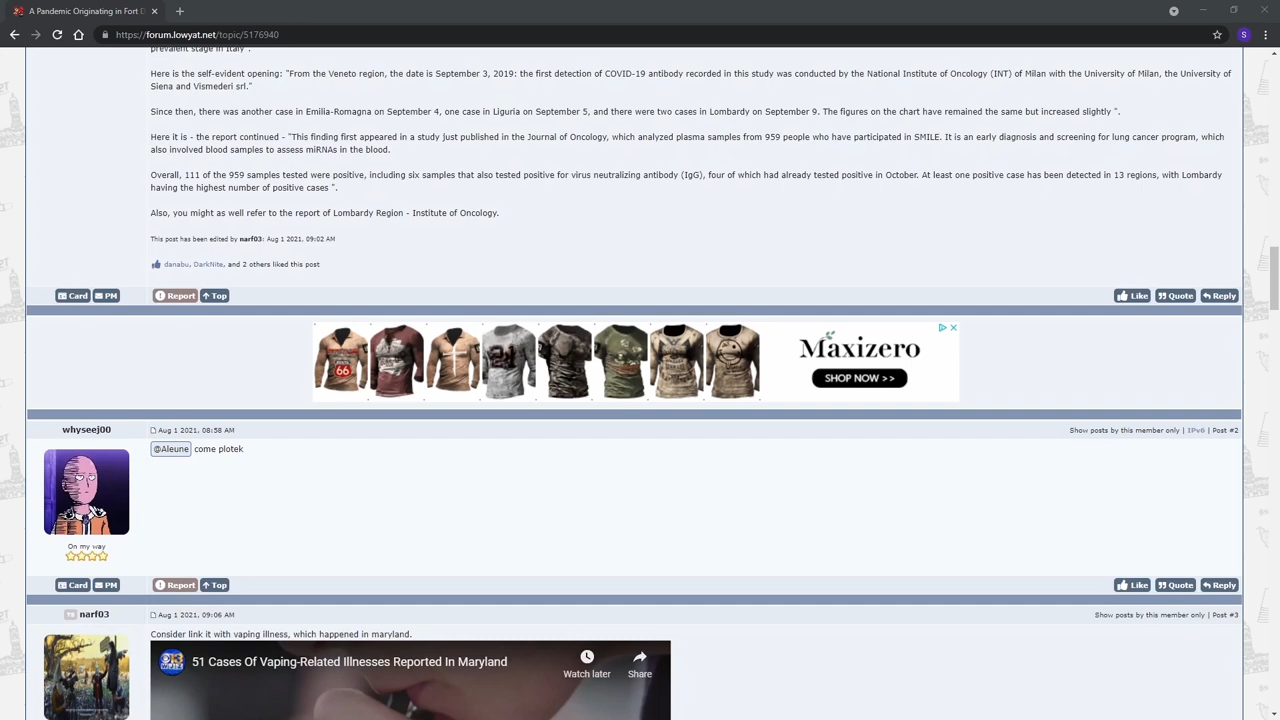 A Pandemic Originating in Fort D
https://forum.lowyat.net/topic/5176940
S
prevalent stage in Italy".
Here is the self-evident opening: "From the Veneto region, the date is September 3, 2019: the first detection of COVID-19 antibody recorded in this study was conducted by the National Institute of Oncology (INT) of Milan with the University of Milan, the University of
Siena and Vismederi srl."
Since then, there was another case in Emilia-Romagna on September 4, one case in Liguria on September 5, and there were two cases in Lombardy on September 9. The figures on the chart have remained the same but increased slightly ".
Here it is - the report continued - "This finding first appeared in a study just published in the Journal of Oncology, which analyzed plasma samples from 959 people who have participated in SMILE. It is an early diagnosis and screening for lung cancer program, which
also involved blood samples to assess miRNAs in the blood.
Overall, 111 of the 959 samples tested were positive, including six samples that also tested positive for virus neutralizing antibody (IgG), four of which had already tested positive in October. At least one positive case has been detected in 13 regions, with Lombardy
having the highest number of positive cases ".
Also, you might as well refer to the report of Lombardy Region - Institute of Oncology.
This post has been edited by narf03: Aug 1 2021, 09:02 AM
danabu, DarkNite, and 2 others liked this post
Card PM Report Top Like Quote Reply
66
21
Maxizero
SHOP NOW >>
whyseej00 Aug 1 2021, 08:58 AM Show posts by this member only | IPv6 | Post #2
@Aleune come plotek
On my way
Card PM Report Top Like Quote Reply
TS narf03 Aug 1 2021, 09:06 AM Show posts by this member only | Post #3
Consider link it with vaping illness, which happened in maryland.
51 Cases Of Vaping-Related Illnesses Reported In Maryland
Watch later Share